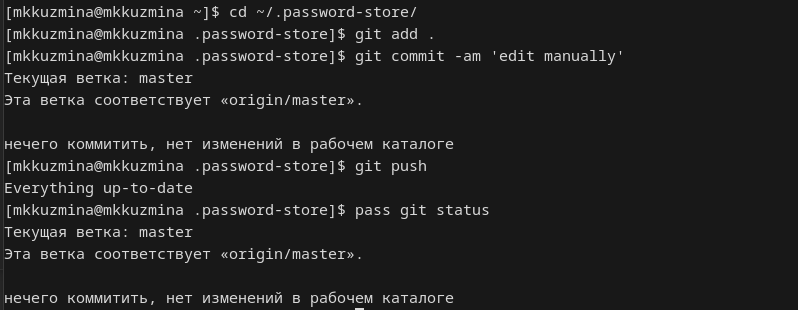 [mkkuzmina@mkkuzmina ~]$ cd ~/.password-store/
[mkkuzmina@mkkuzmina .password-store]$ git add .
[mkkuzmina@mkkuzmina .password-store]$ git commit -am 'edit manually'
Текущая ветка: master
Эта ветка соответствует «origin/master».
нечего коммитить, нет изменений в рабочем каталоге
[mkkuzmina@mkkuzmina .password-store]$ git push
Everything up-to-date
[mkkuzmina@mkkuzmina .password-store]$ pass git status
Текущая ветка: master
Эта ветка соответствует «origin/master».
нечего коммитить, нет изменений в рабочем каталоге